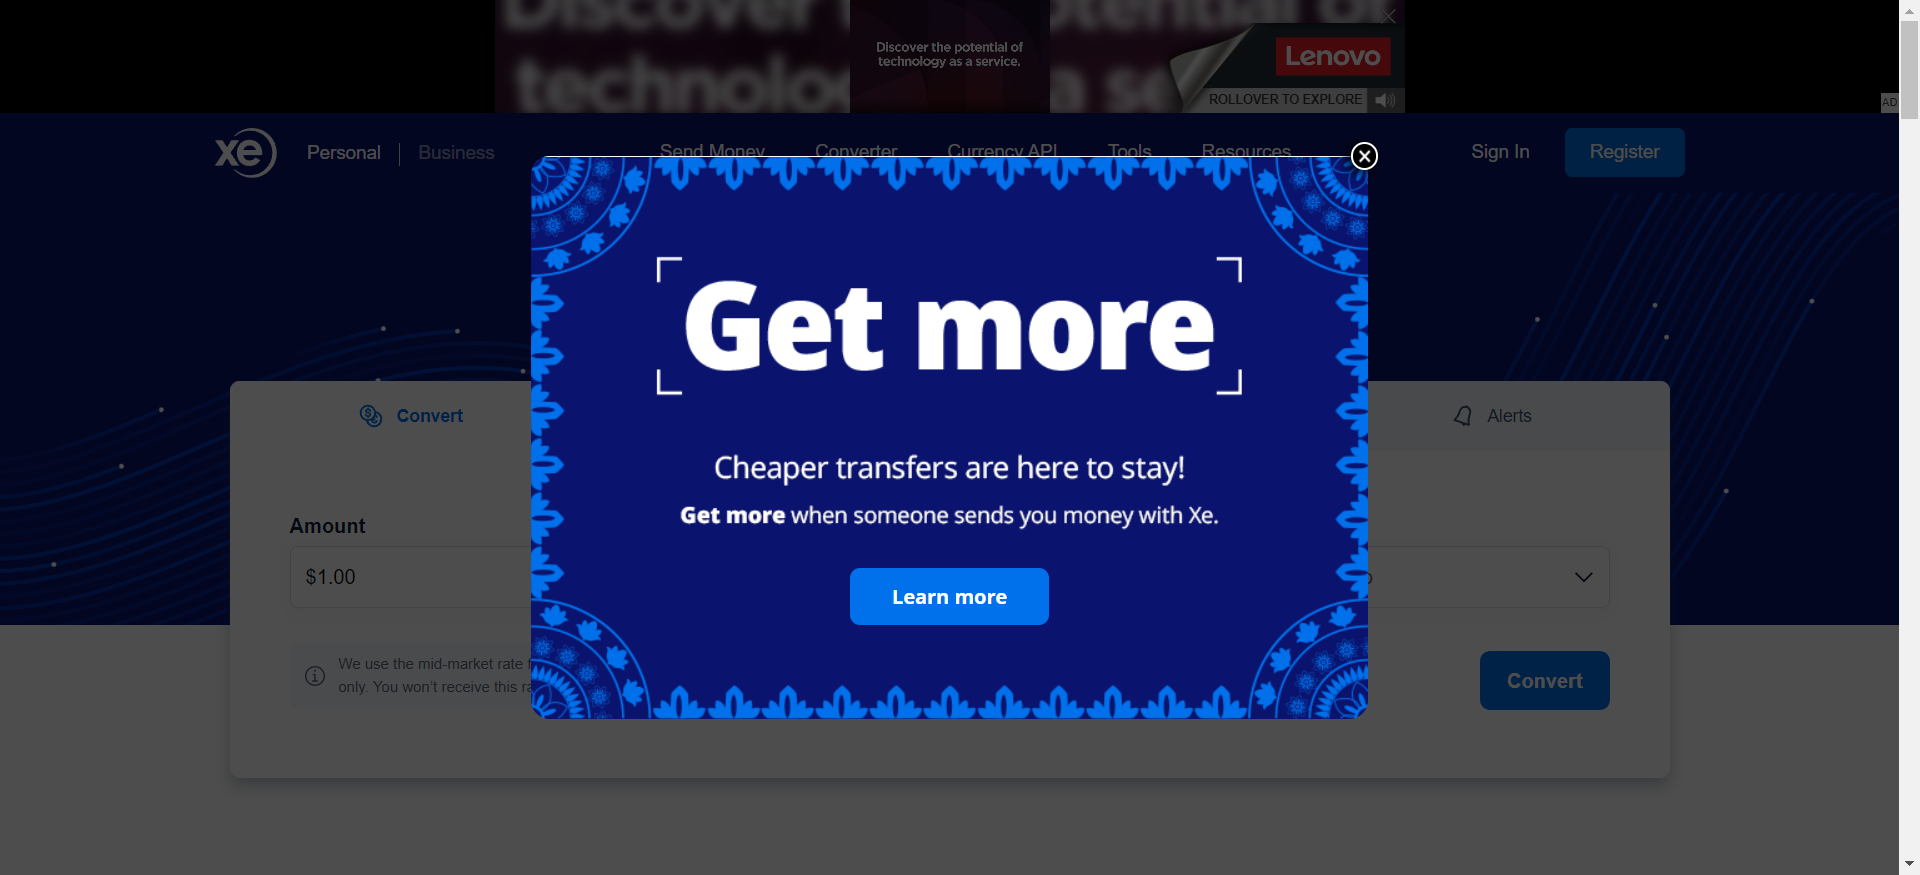 Discover the potential of
technology as a service.
Lenovo
ROLLOVER TO EXPLORE
AD
xe
Personal
Business
Send Money
Converter
Currency API
Tools
Resources
Sign In
Register
Get more
Cheaper transfers are here to stay!
Get more when someone sends you money with Xe.
Learn more
Convert
Alerts
Amount
$1.00
We use the mid-market rate
only. You won't receive this
Convert